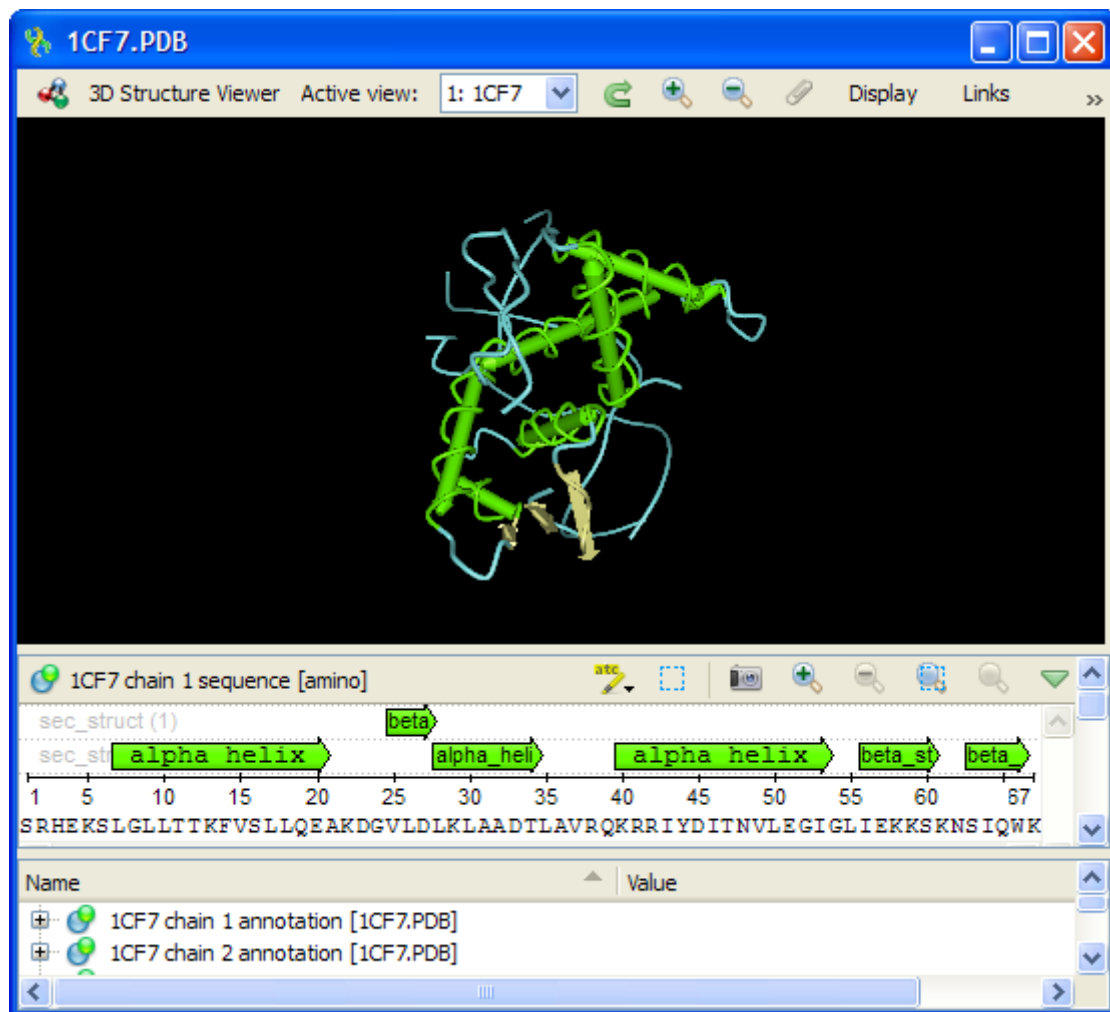 1CF7.PDB
3D Structure Viewer Active view: 1: 1CF7 Display Links »
1CF7 chain 1 sequence [amino]
sec_struct (1) beta
sec_str alpha helix alpha_heli alpha helix beta_st beta_
1 5 10 15 20 25 30 35 40 45 50 55 60 67
SRHEKSLGLLTTKFVSLLQEAKDGVLDLKLAADTLAVRQKRRIYDITNVLEGIGLIEKKSKNSIQWK
Name Value
1CF7 chain 1 annotation [1CF7.PDB]
1CF7 chain 2 annotation [1CF7.PDB]